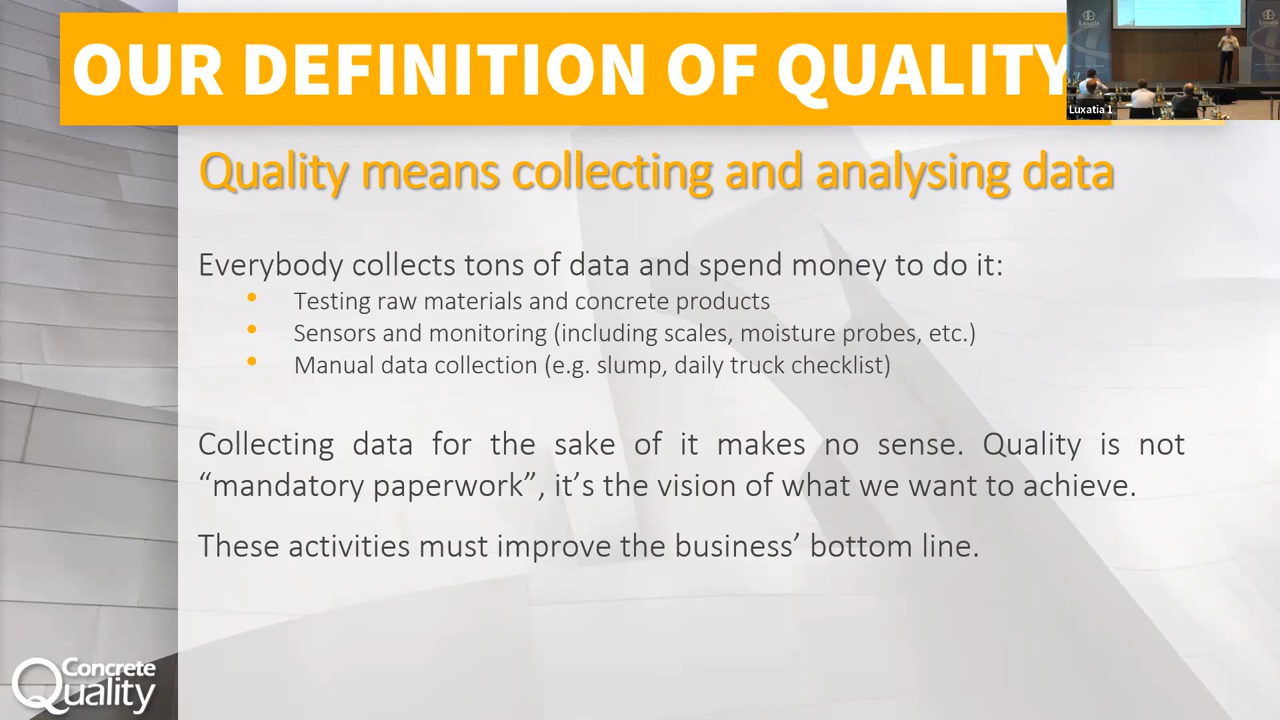 OUR DEFINITION OF QUALITY
Luxatia
Luxatia
Luxatia 1
Quality means collecting and analysing data
Everybody collects tons of data and spend money to do it:
• Testing raw materials and concrete products
• Sensors and monitoring (including scales, moisture probes, etc.)
• Manual data collection (e.g. slump, daily truck checklist)
Collecting data for the sake of it makes no sense. Quality is not
“mandatory paperwork”, it’s the vision of what we want to achieve.
These activities must improve the business’ bottom line.
Concrete
Quality